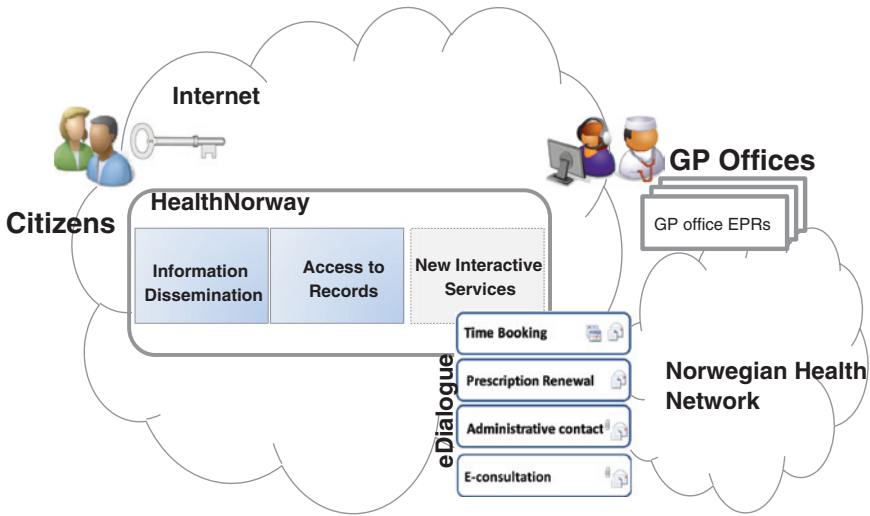 Internet
GP Offices
Citizens
HealthNorway
GP office EPRs
Information
Dissemination
Access to
Records
New Interactive
Services
eDialogue
Time Booking
Prescription Renewal
Administrative contact
E-consultation
Norwegian Health
Network